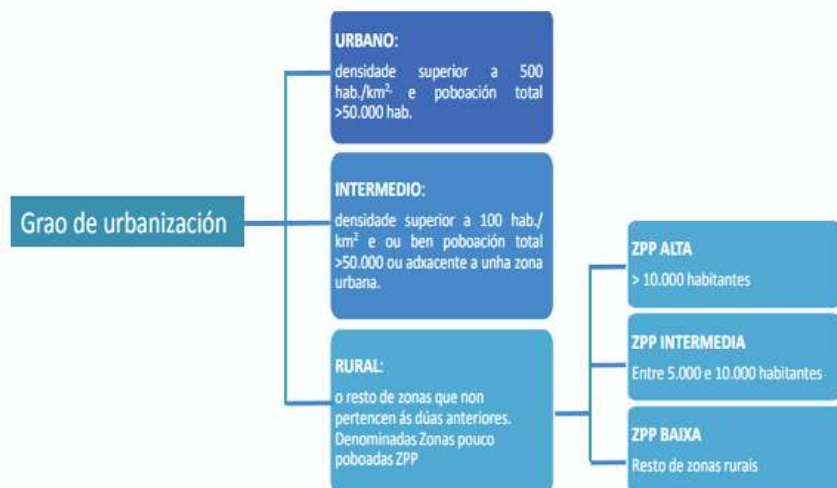 Grao de urbanización
URBANO:
densidade superior a 500
hab./km², e poboación total
>50.000 hab.
INTERMEDIO:
densidade superior a 100 hab./
km² e ou ben poboación total
>50.000 ou adxacente a unha zona
urbana.
RURAL:
o resto de zonas que non
pertencen ás dúas anteriores.
Denominadas Zonas pouco
poboadas ZPP
ZPP ALTA
> 10.000 habitantes
ZPP INTERMEDIA
Entre 5.000 e 10.000 habitantes
ZPP BAIXA
Resto de zonas rurais